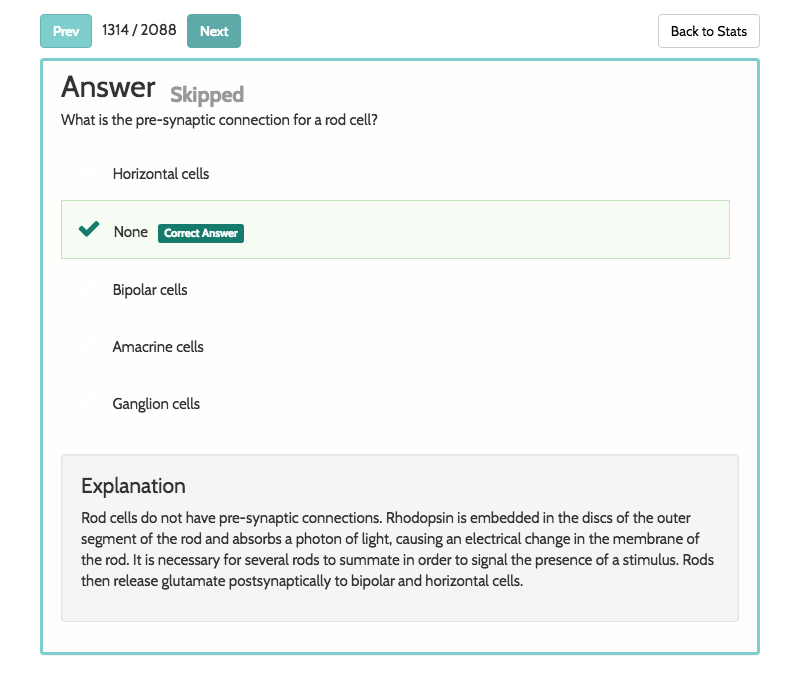 Prev 1314 / 2088 Next Back to Stats
Answer Skipped
What is the pre-synaptic connection for a rod cell?
Horizontal cells
None Correct Answer
Bipolar cells
Amacrine cells
Ganglion cells
Explanation
Rod cells do not have pre-synaptic connections. Rhodopsin is embedded in the discs of the outer
segment of the rod and absorbs a photon of light, causing an electrical change in the membrane of
the rod. It is necessary for several rods to summate in order to signal the presence of a stimulus. Rods
then release glutamate postsynaptically to bipolar and horizontal cells.